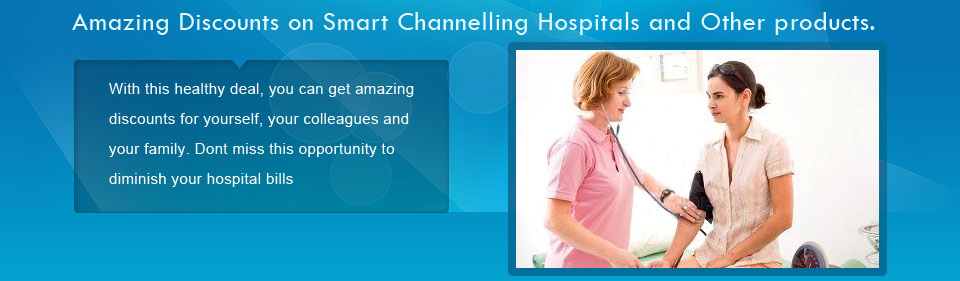 Amazing Discounts on Smart Channelling Hospitals and Other products.
With this healthy deal, you can get amazing
discounts for yourself, your colleagues and
your family. Dont miss this opportunity to
diminish your hospital bills